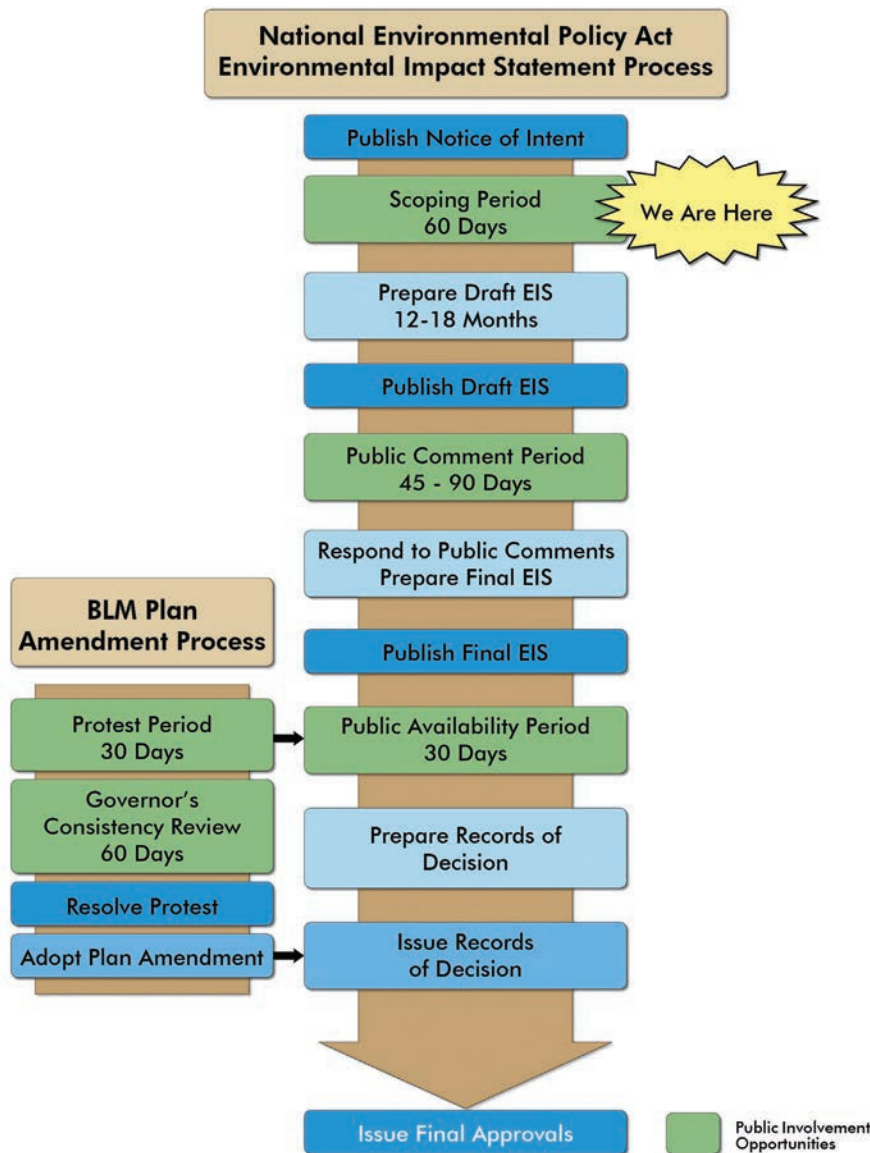 National Environmental Policy Act
Environmental Impact Statement Process
Publish Notice of Intent
Scoping Period
60 Days
We Are Here
Prepare Draft EIS
12-18 Months
Publish Draft EIS
Public Comment Period
45 - 90 Days
Respond to Public Comments
Prepare Final EIS
Publish Final EIS
Public Availability Period
30 Days
Prepare Records of
Decision
Issue Records
of Decision
Issue Final Approvals
BLM Plan
Amendment Process
Protest Period
30 Days
Governor's
Consistency Review
60 Days
Resolve Protest
Adopt Plan Amendment
Public Involvement
Opportunities